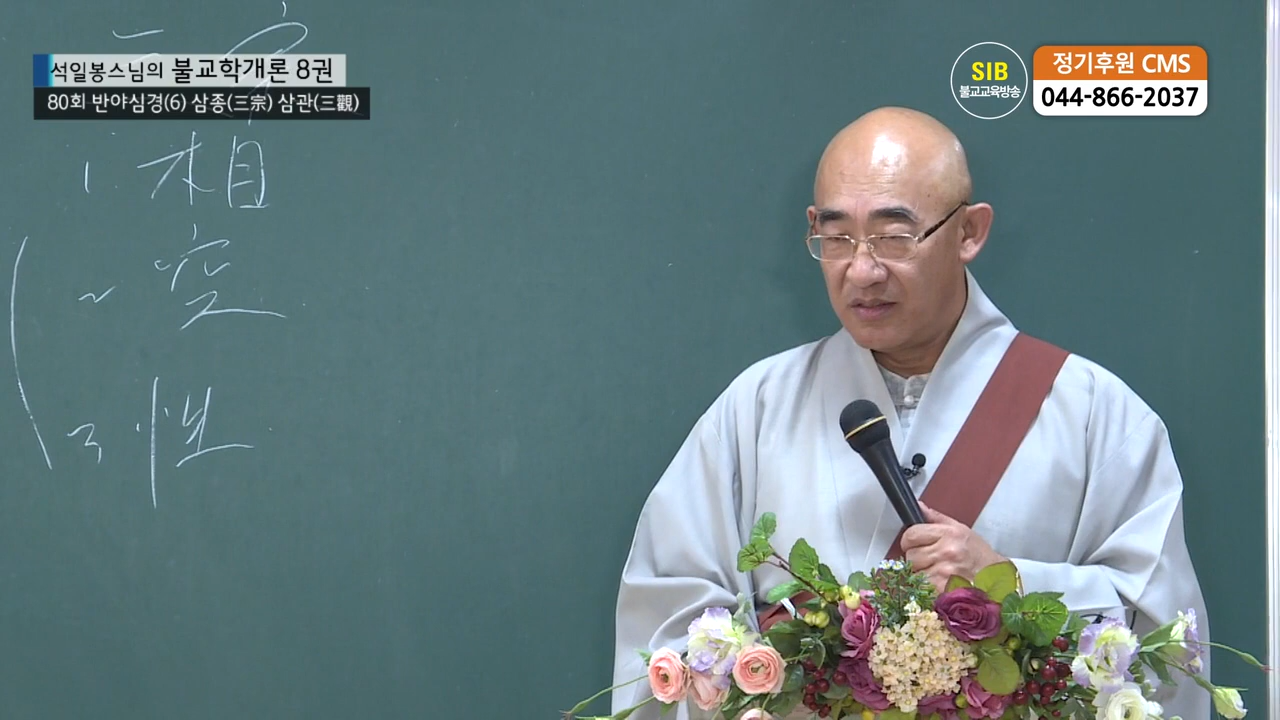 석일봉스님의 불교학개론 8권
80회 반야심경(6) 삼종(三宗) 삼관(三觀)
SIB
불교교육방송
정기후원 CMS
044-866-2037
三宗
1. 相
2 空
3 性